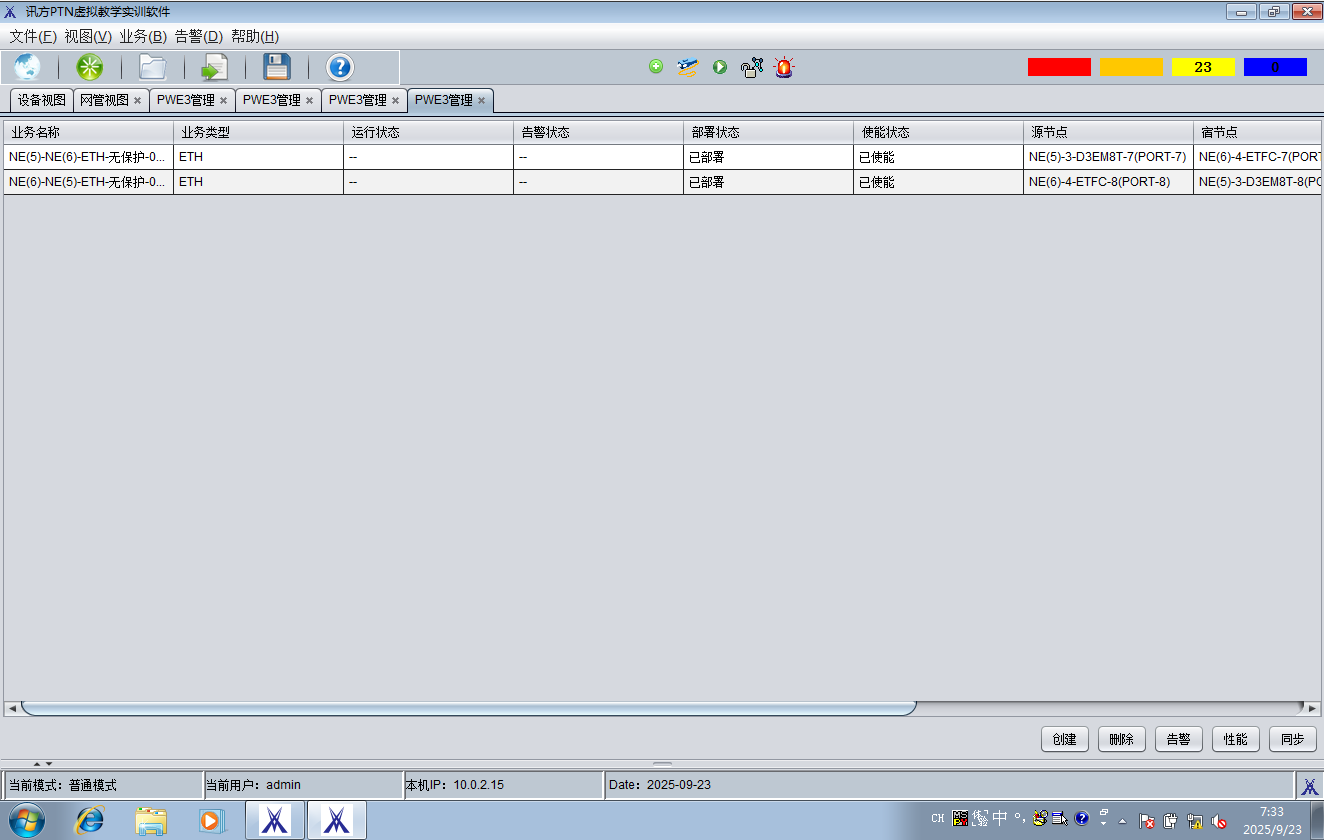 讯方PTN虚拟教学实训软件
文件(F) 视图(V) 业务(B) 告警(D) 帮助(H)
23 0
设备视图 网管视图 PWE3管理 PWE3管理 PWE3管理 PWE3管理
业务名称 业务类型 运行状态 告警状态 部署状态 使能状态 源节点 宿节点
NE(5)-NE(6)-ETH-无保护-0... ETH -- -- 已部署 已使能 NE(5)-3-D3EM8T-7(PORT-7) NE(6)-4-ETFC-7(PORT
NE(6)-NE(5)-ETH-无保护-0... ETH -- -- 已部署 已使能 NE(6)-4-ETFC-8(PORT-8) NE(5)-3-D3EM8T-8(PO
创建 删除 告警 性能 同步
当前模式：普通模式 当前用户：admin 本机IP：10.0.2.15 Date：2025-09-23
CH 中 7:33
2025/9/23